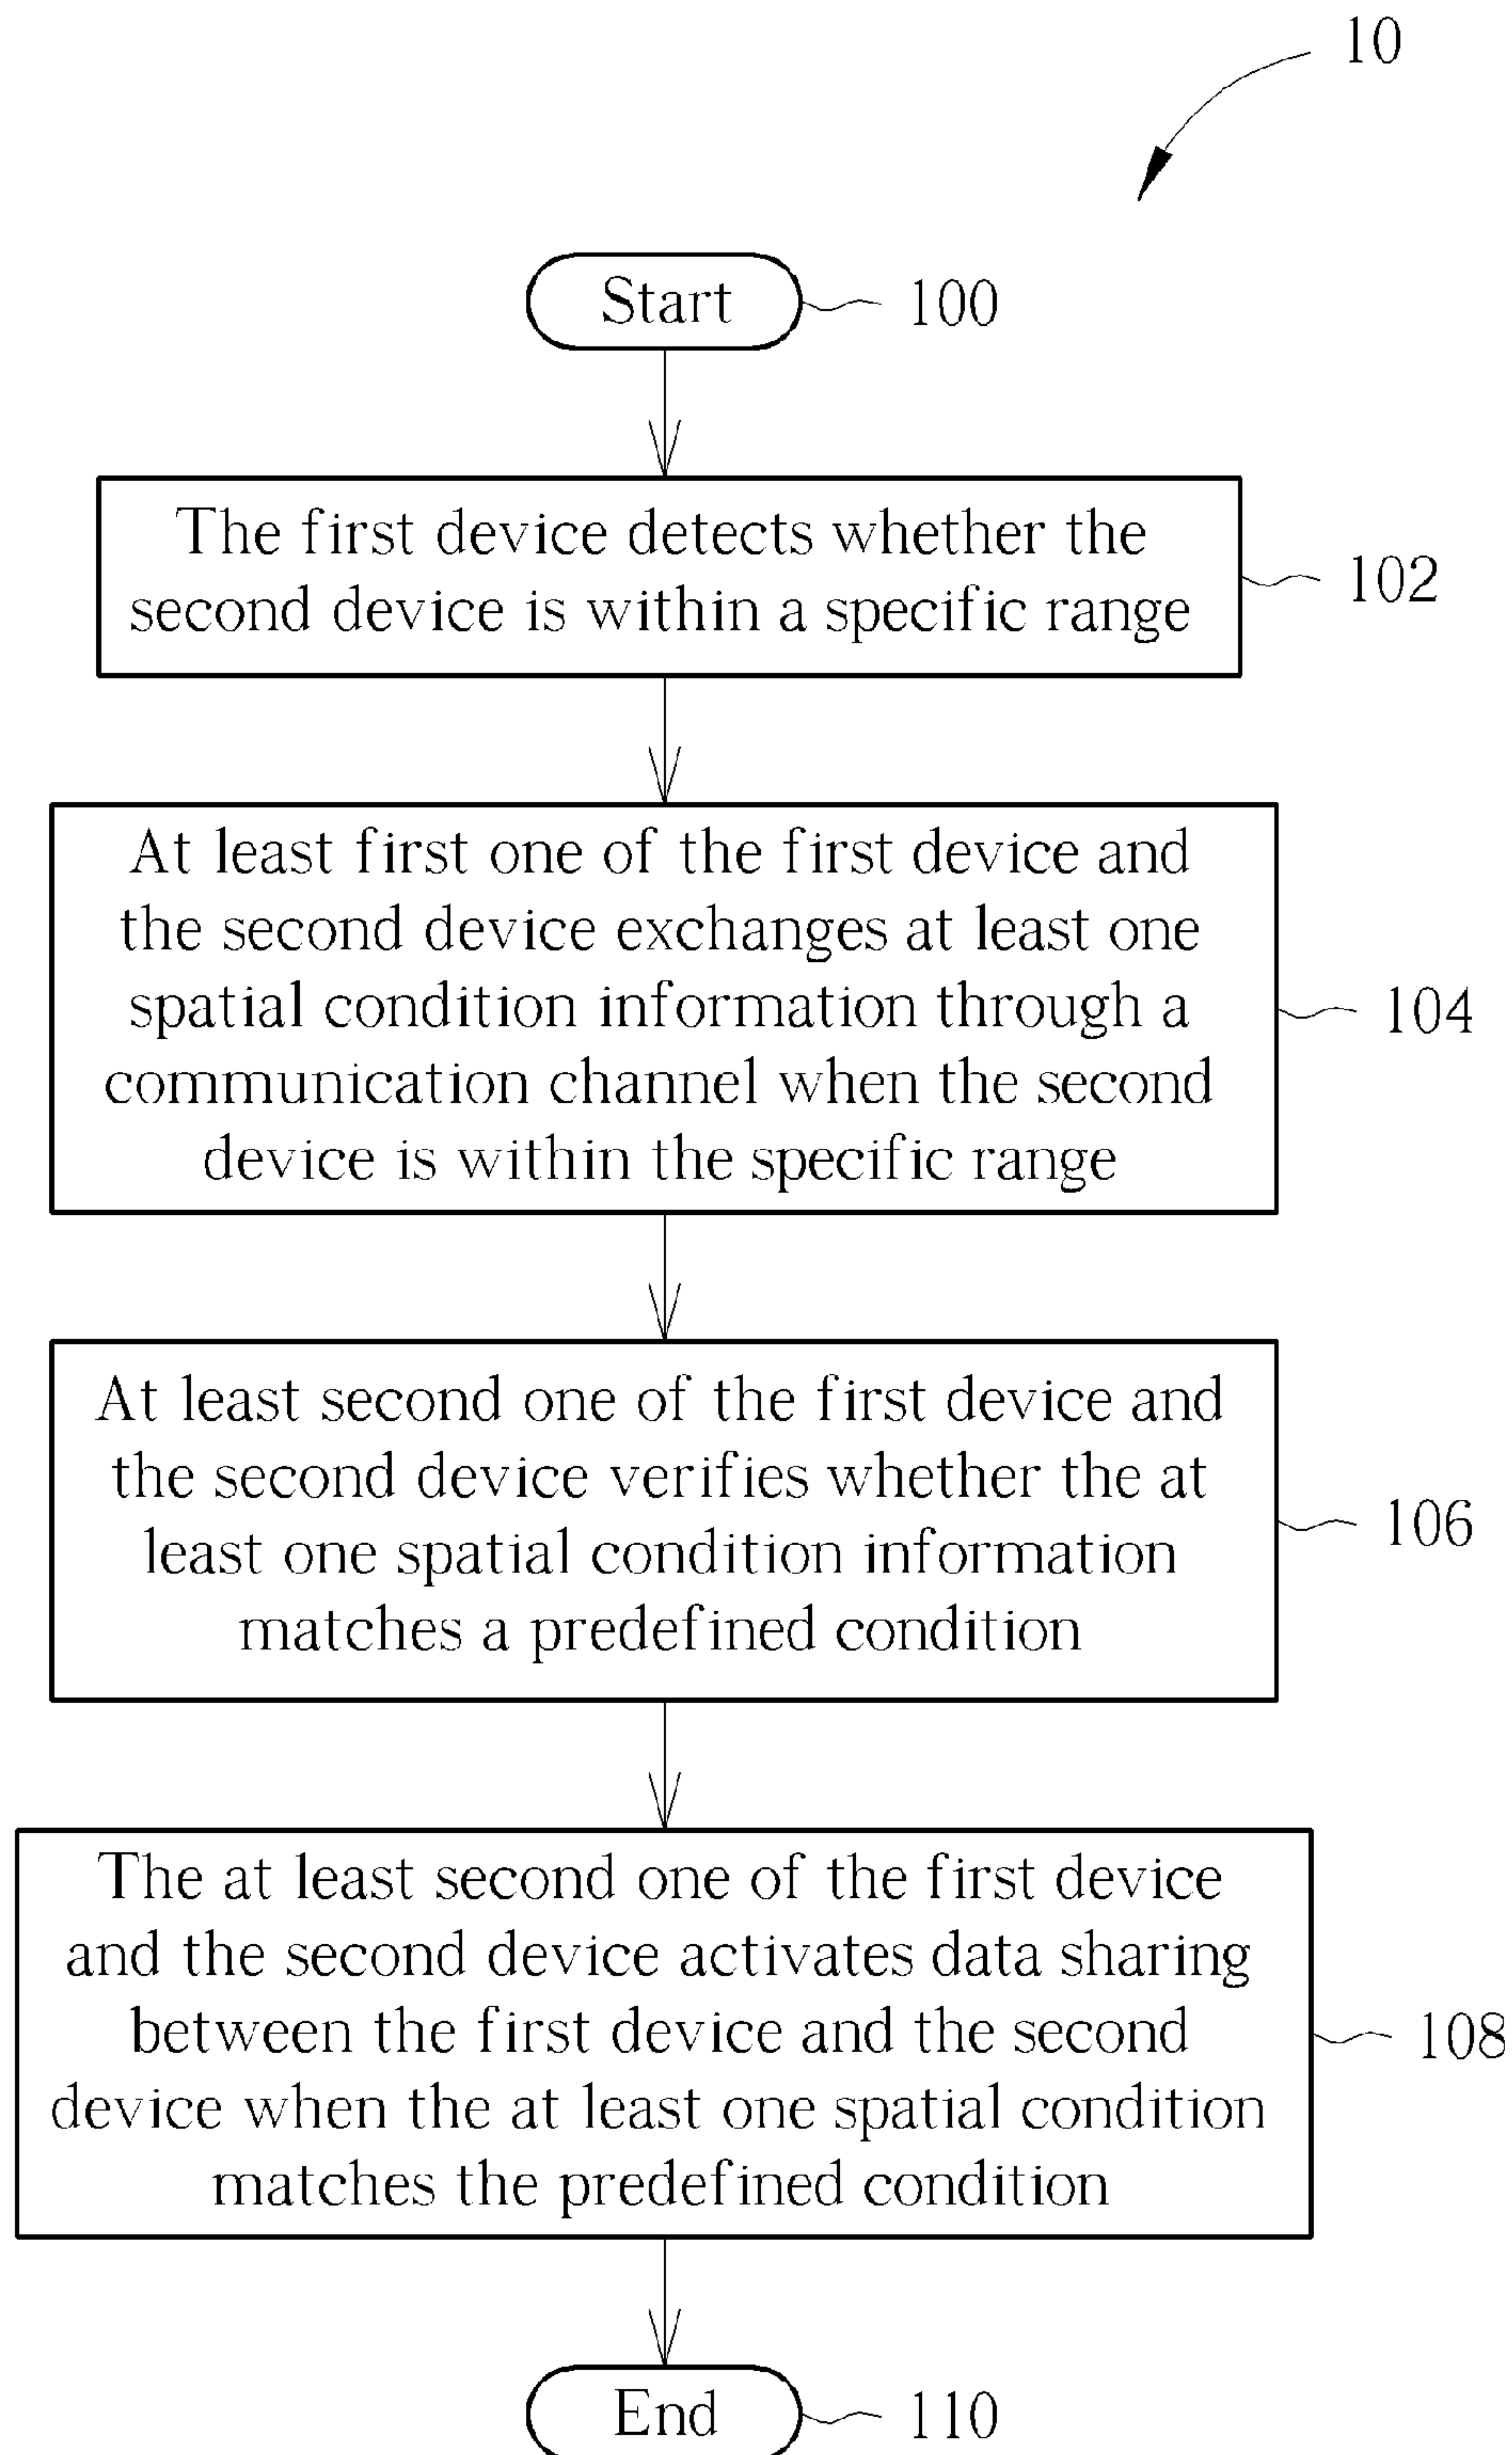 10
Start
100
The first device detects whether the
second device is within a specific range
102
At least first one of the first device and
the second device exchanges at least one
spatial condition information through a
communication channel when the second
device is within the specific range
104
At least second one of the first device and
the second device verifies whether the at
least one spatial condition information
matches a predefined condition
106
The at least second one of the first device
and the second device activates data sharing
between the first device and the second
device when the at least one spatial condition
matches the predefined condition
108
End
110